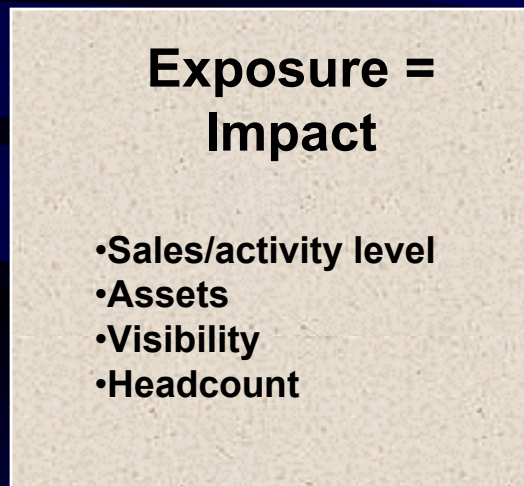 Exposure =
Impact
•Sales/activity level
•Assets
•Visibility
•Headcount